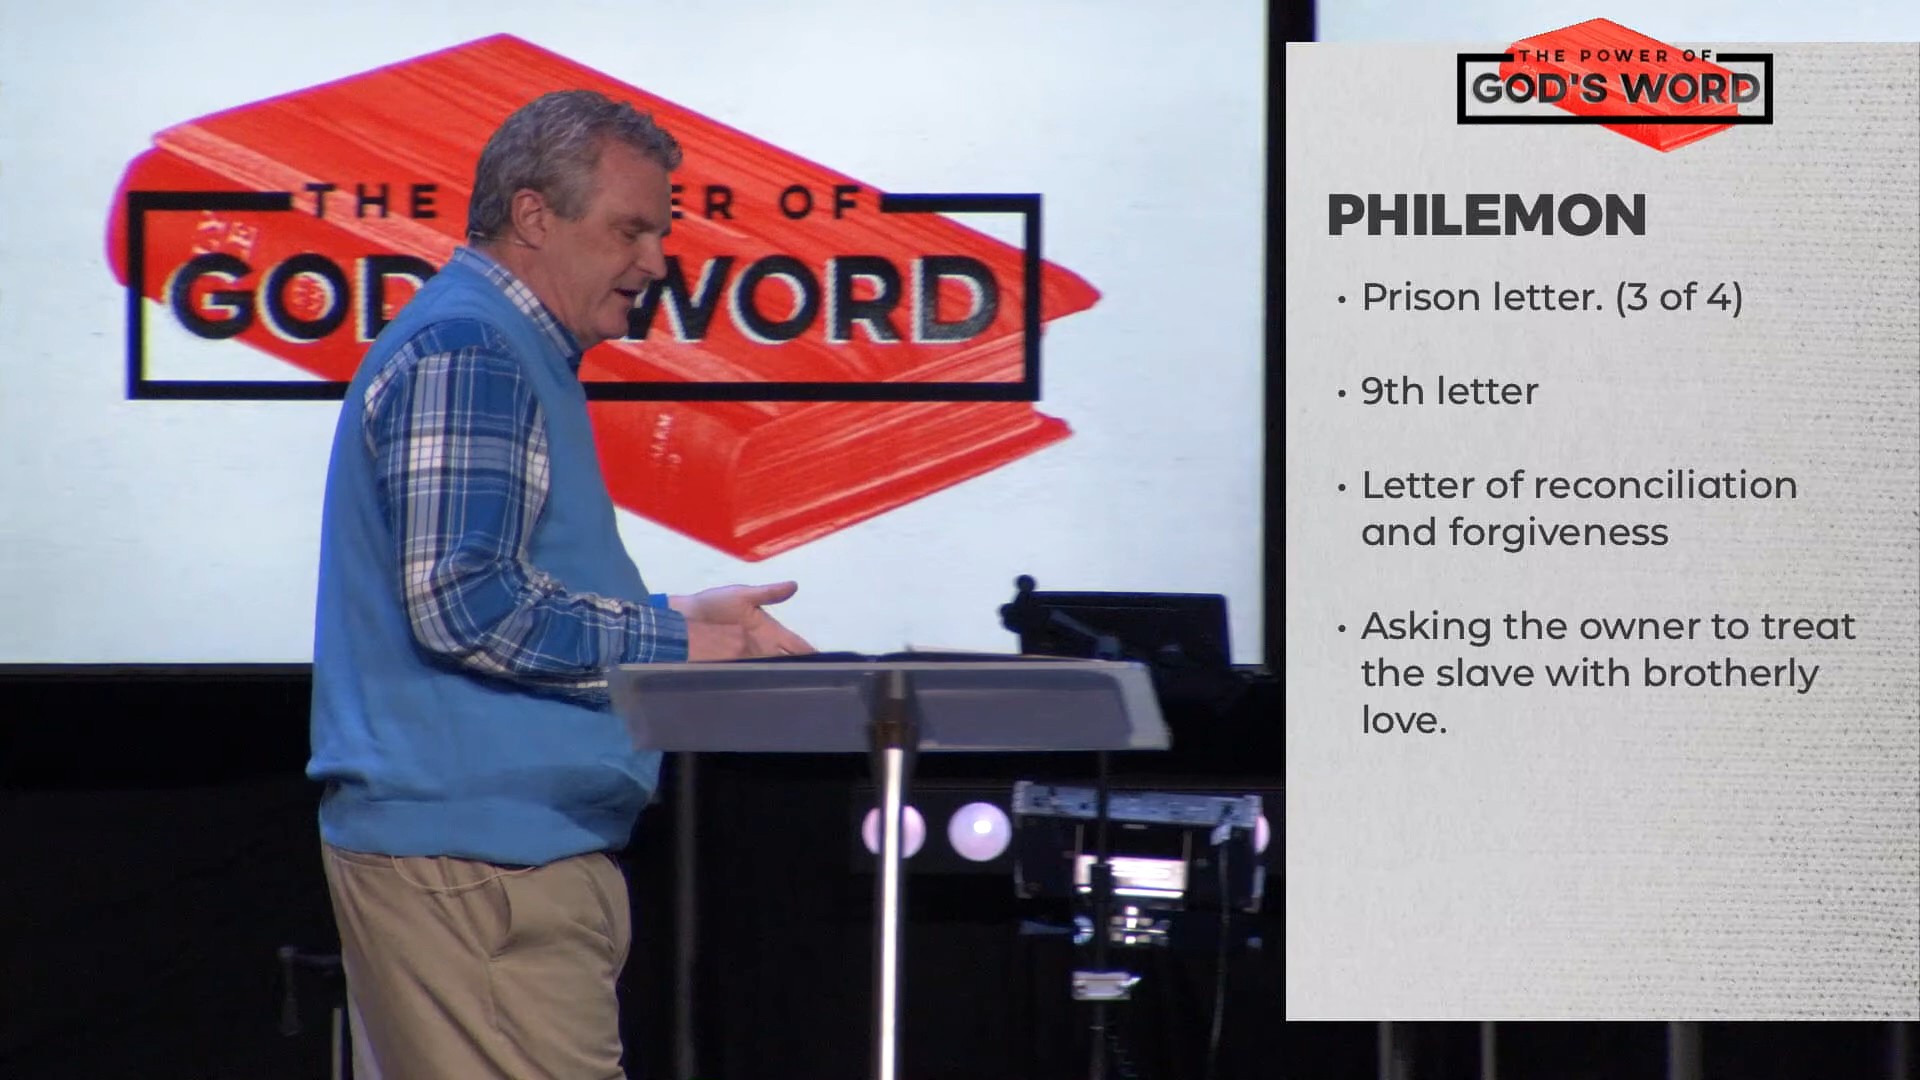 THE POWER OF
GOD'S WORD
PHILEMON
• Prison letter. (3 of 4)
• 9th letter
• Letter of reconciliation
and forgiveness
• Asking the owner to treat
the slave with brotherly
love.
THE ER OF
GOD WORD